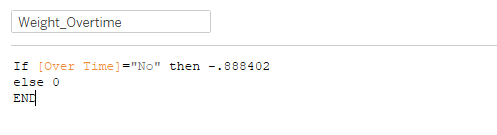 Weight_Overtime
If [Over Time]="No" then -.888402
else 0
END